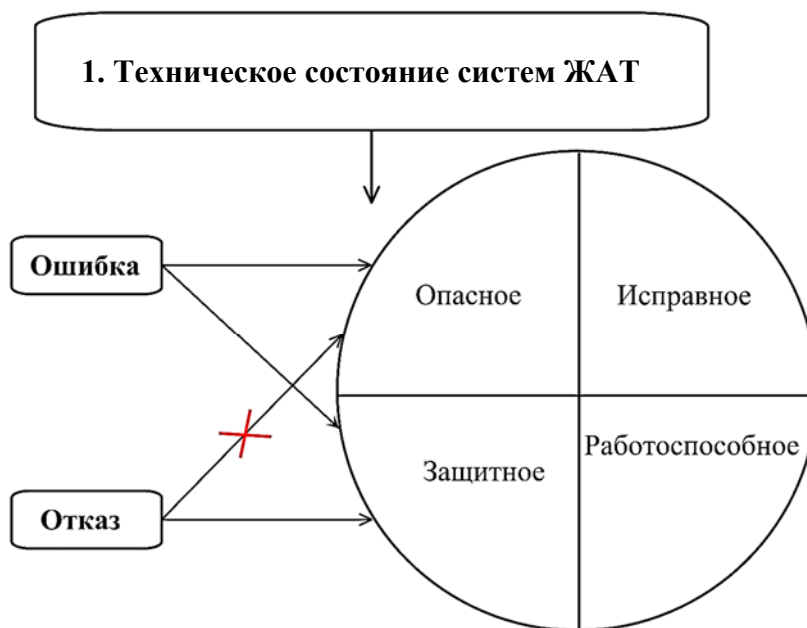 1. Техническое состояние систем ЖАТ
Ошибка
Опасное
Исправное
Защитное
Работоспособное
Отказ